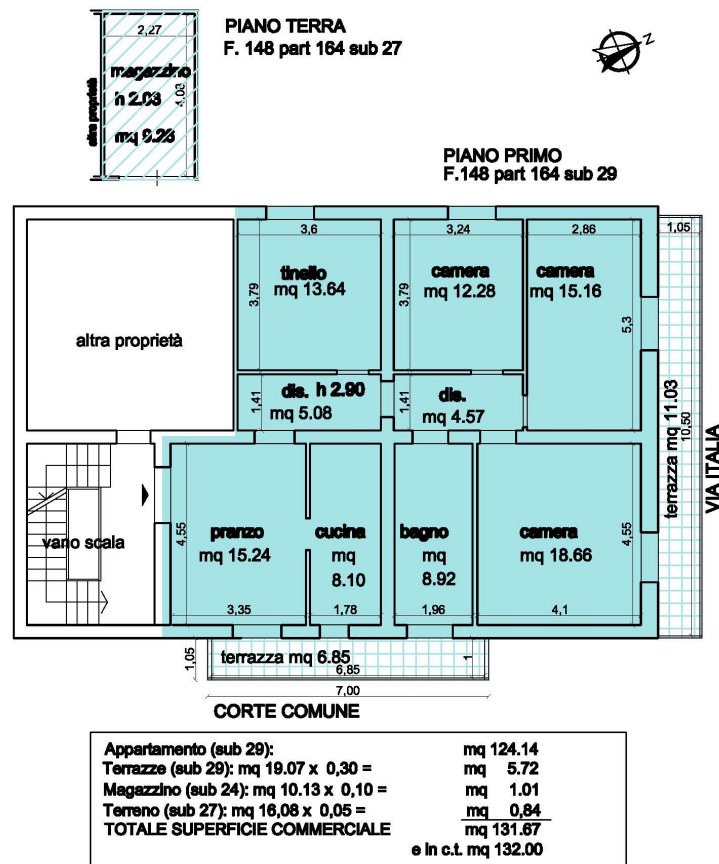 PIANO TERRA
F. 148 part 164 sub 27
2,27
magazzino
h 2.03
4,03
mq 9.23
altre proprietà
N
PIANO PRIMO
F.148 part 164 sub 29
3,6
3,24
2,86
1,05
tinello
mq 13.64
camera
mq 12.28
camera
mq 15.16
3,79
3,79
5,3
altra proprietà
dis. h 2.90
mq 5.08
1,41
dis.
mq 4.57
1,41
terrazza mq 11.03
10,50
VIA ITALIA
vano scala
4,55
pranzo
mq 15.24
cucina
mq
8.10
bagno
mq
8.92
camera
mq 18.66
4,55
3,35
1,78
1,96
4,1
1,05
terrazza mq 6.85
1
6,85
7,00
CORTE COMUNE
Appartamento (sub 29): mq 124.14
Terrazze (sub 29): mq 19.07 x 0,30 = mq 5.72
Magazzino (sub 24): mq 10.13 x 0,10 = mq 1.01
Terreno (sub 27): mq 16,08 x 0,05 = mq 0,84
TOTALE SUPERFICIE COMMERCIALE mq 131.67
e in c.t. mq 132.00